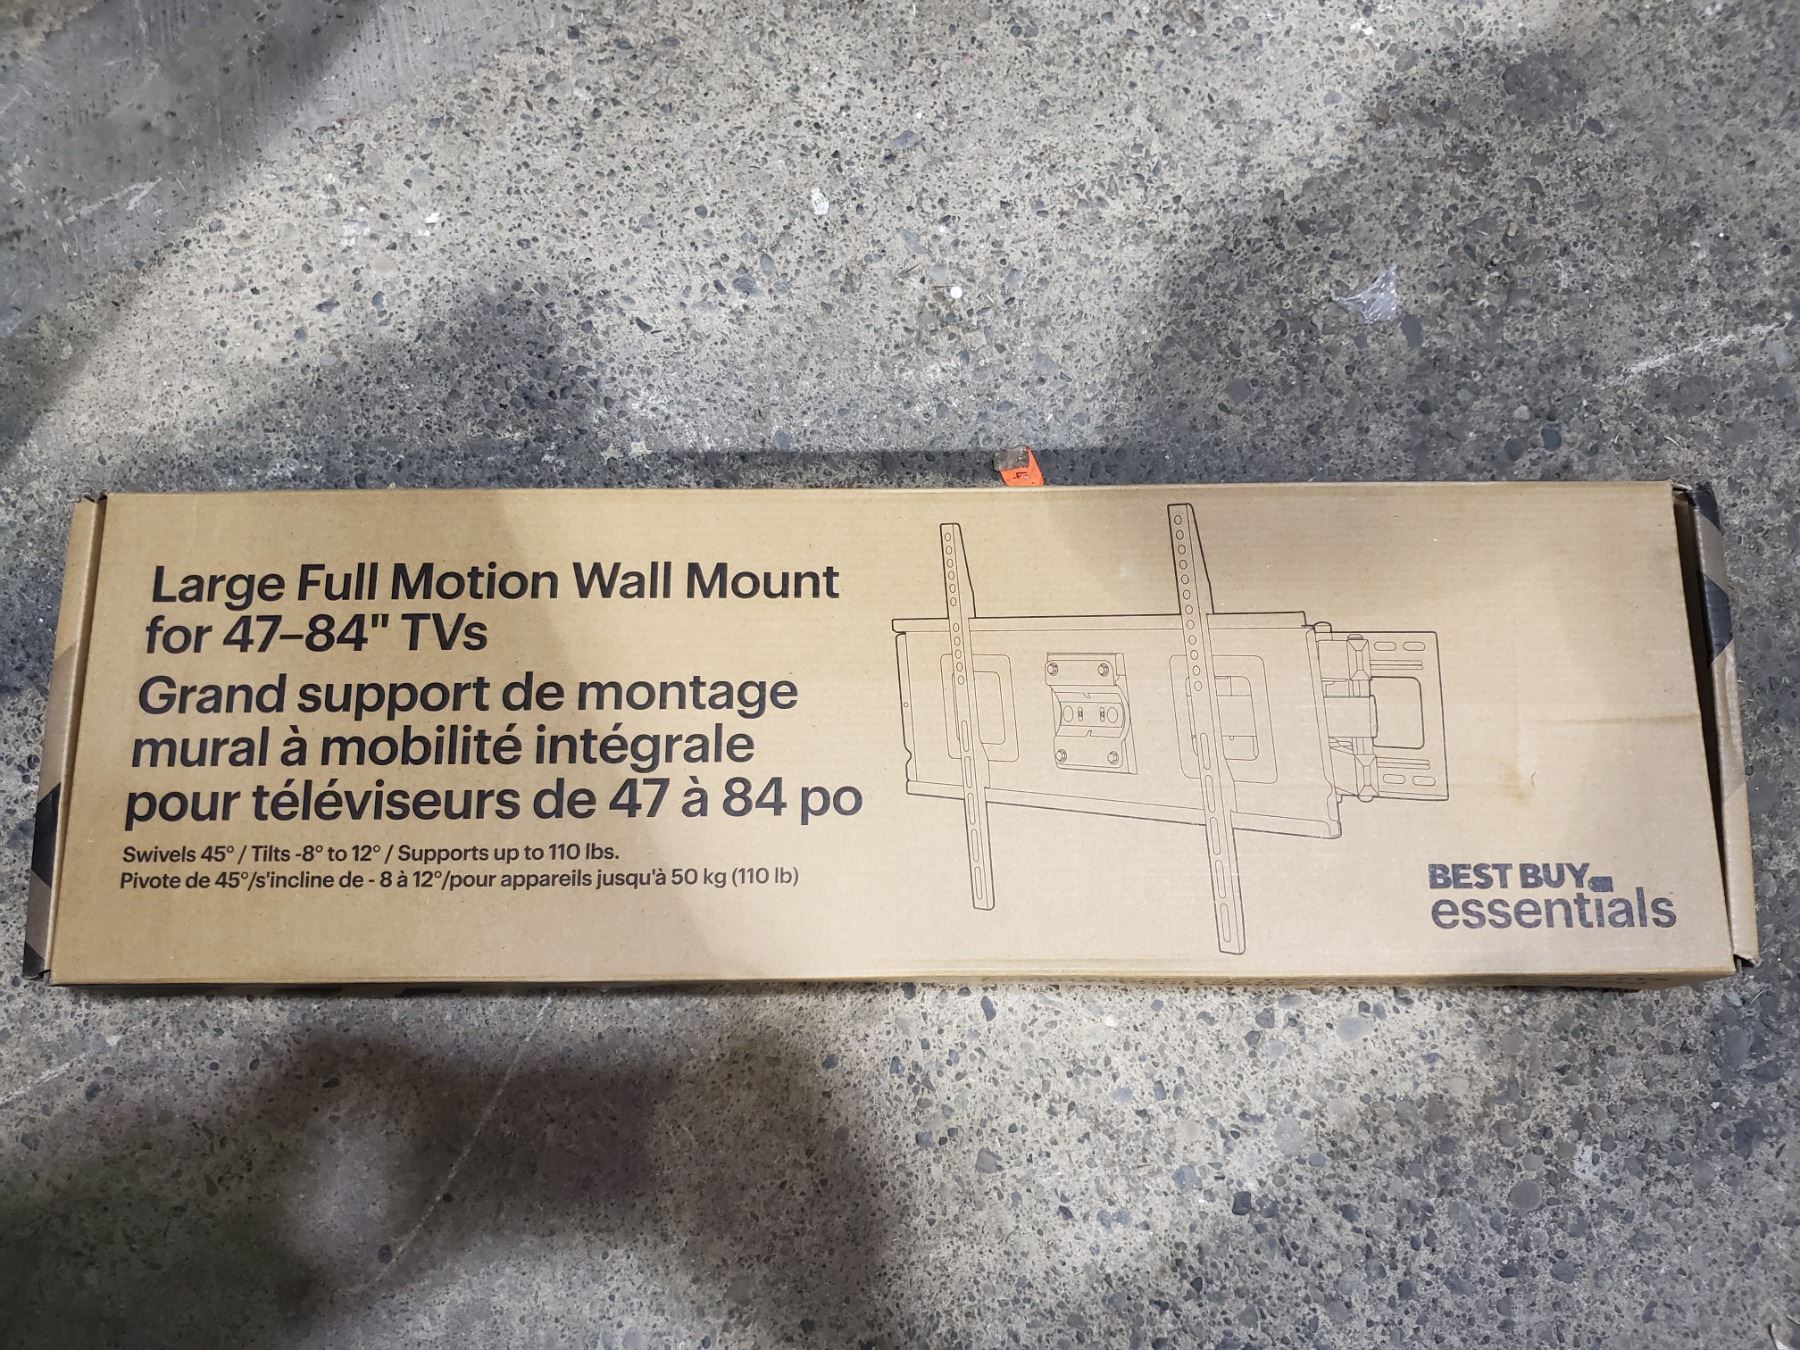 Large Full Motion Wall Mount
for 47–84" TVs
Grand support de montage
mural à mobilité intégrale
pour téléviseurs de 47 à 84 po
Swivels 45° / Tilts -8° to 12° / Supports up to 110 lbs.
Pivote de 45°/s'incline de - 8 à 12°/pour appareils jusqu'à 50 kg (110 lb)
BEST BUY
essentials